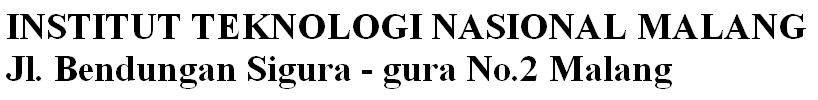 INSTITUT TEKNOLOGI NASIONAL MALANG
Jl. Bendungan Sigura - gura No.2 Malang